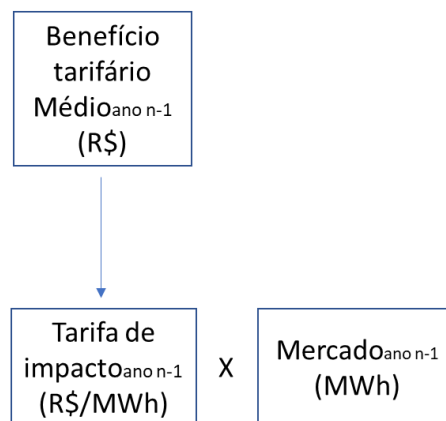 Benefício
tarifário
Médioano n-1
(R$)
Tarifa de
impactoano n-1
(R$/MWh)
X
Mercadoano n-1
(MWh)